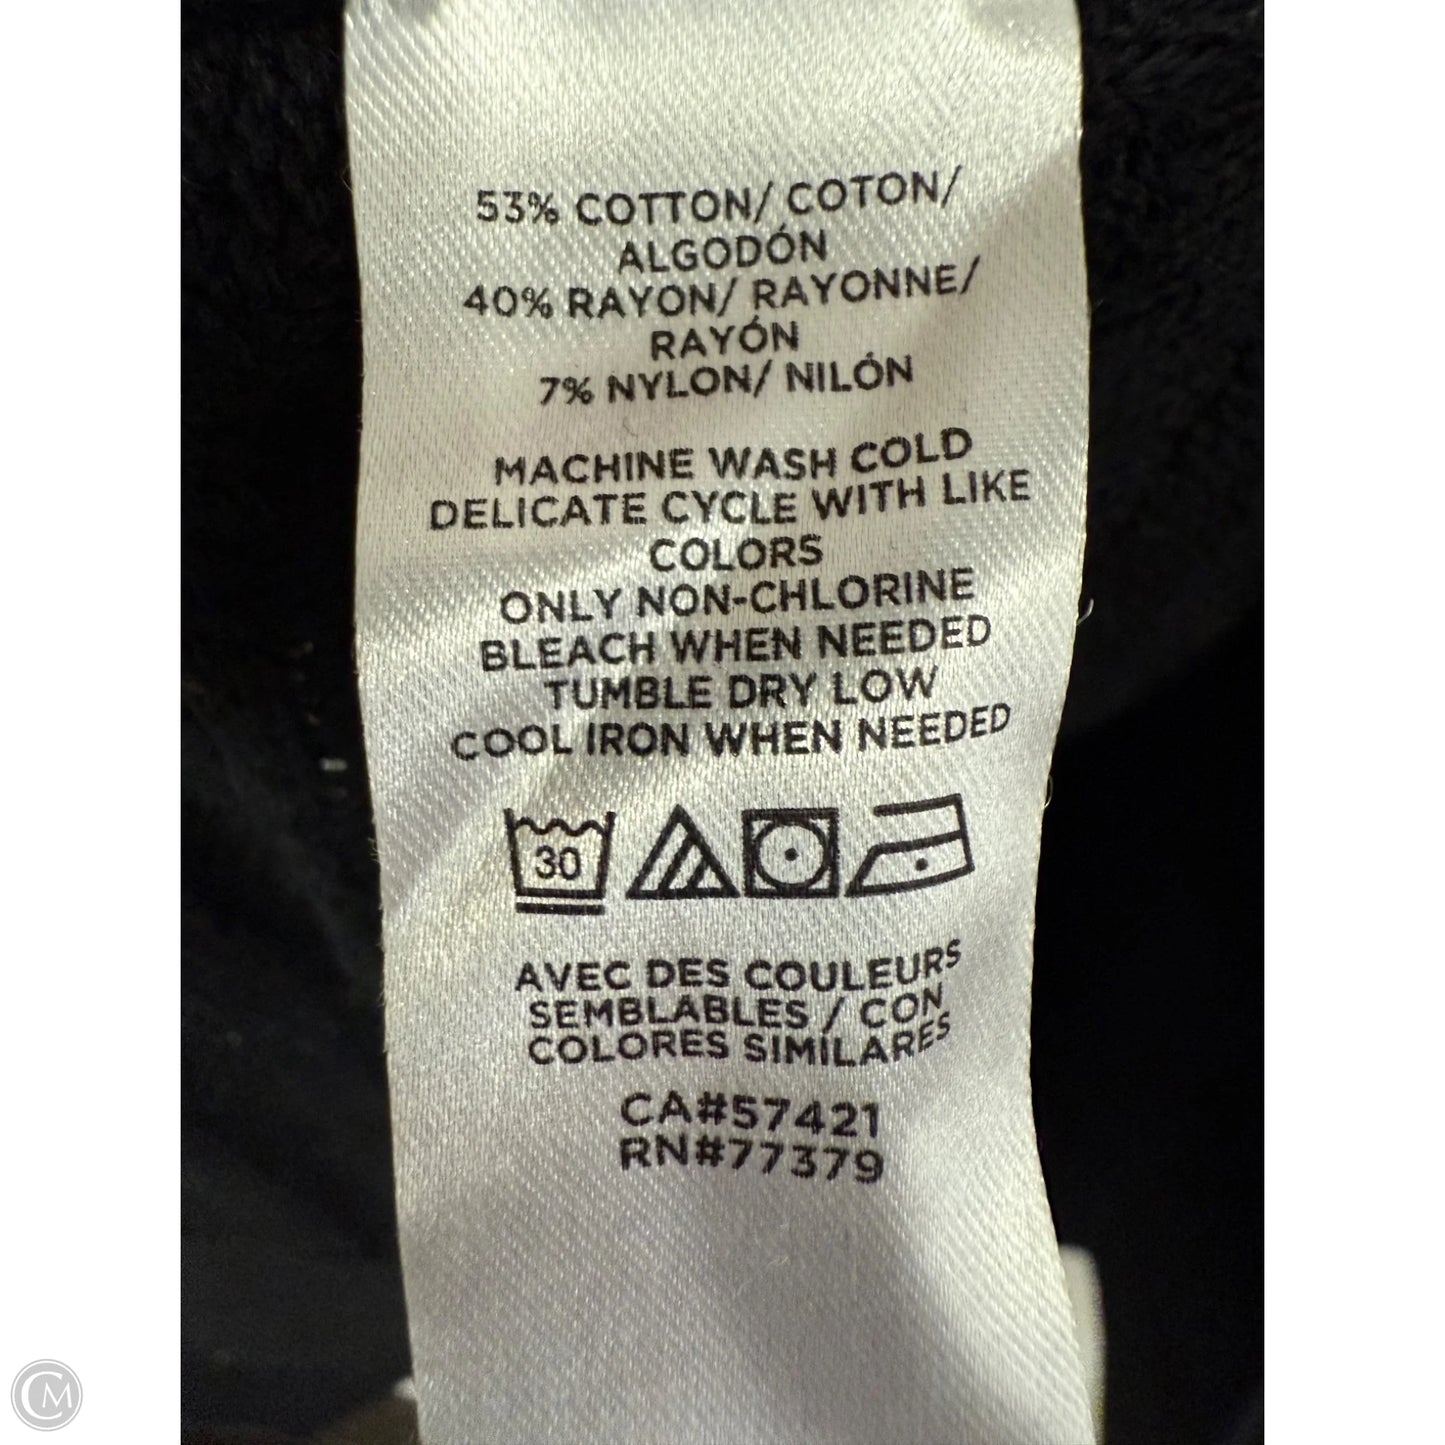 53% COTTON/ COTON/
ALGODÓN
40% RAYON/ RAYONNE/
RAYÓN
7% NYLON/ NILÓN
MACHINE WASH COLD
DELICATE CYCLE WITH LIKE
COLORS
ONLY NON-CHLORINE
BLEACH WHEN NEEDED
TUMBLE DRY LOW
COOL IRON WHEN NEEDED
30
AVEC DES COULEURS
SEMBLABLES / CON
COLORES SIMILARES
CA#57421
RN#77379
CM